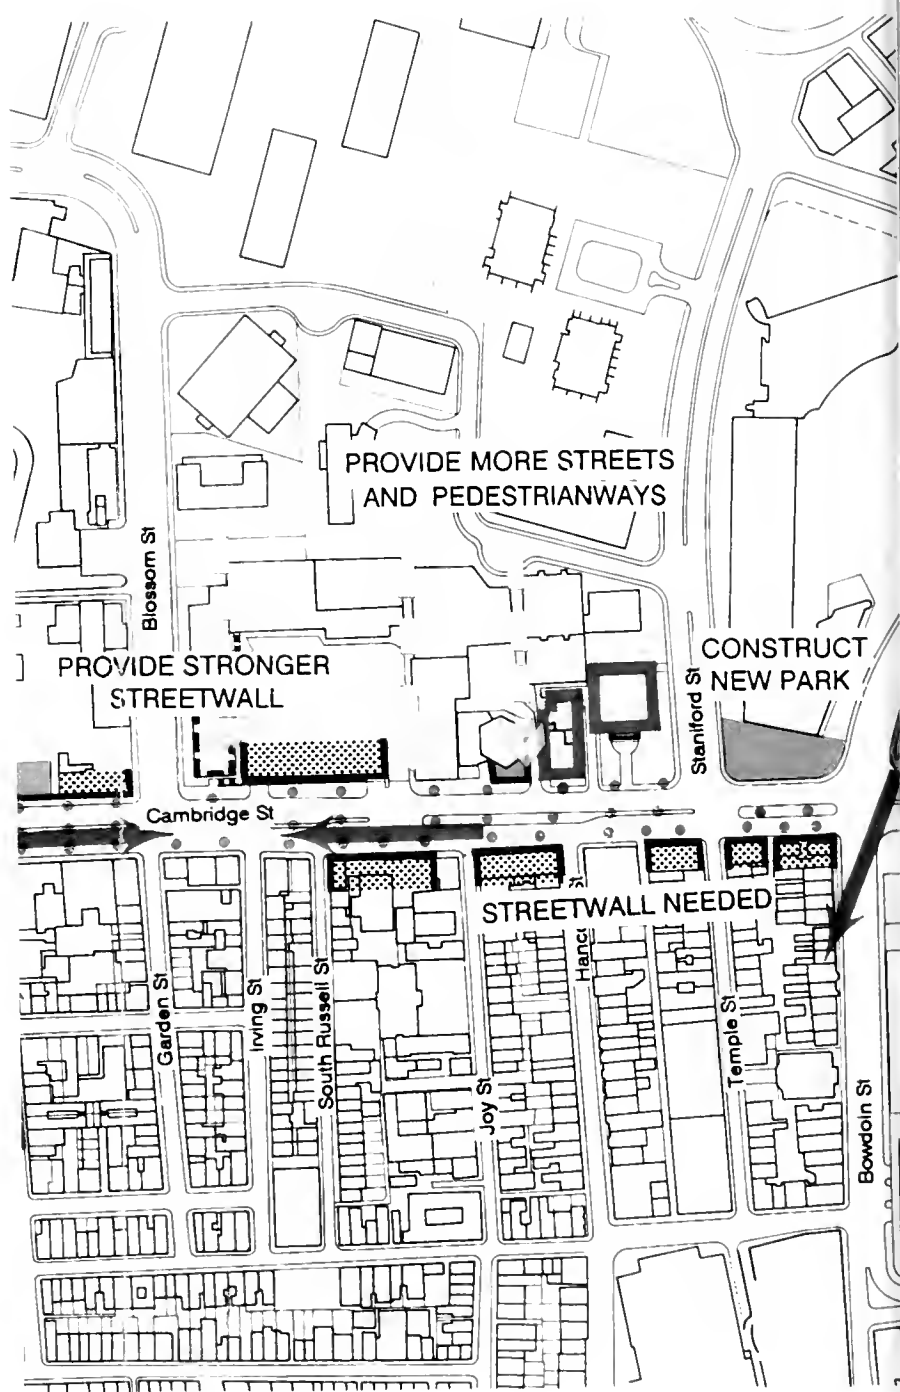 PROVIDE MORE STREETS
AND PEDESTRIANWAYS
Blossom St
PROVIDE STRONGER
STREETWALL
CONSTRUCT
NEW PARK
Staniford St
Cambridge St
STREETWALL NEEDED
Garden St
Irving St
South Russell St
Joy St
Temple St
Bowdoin St